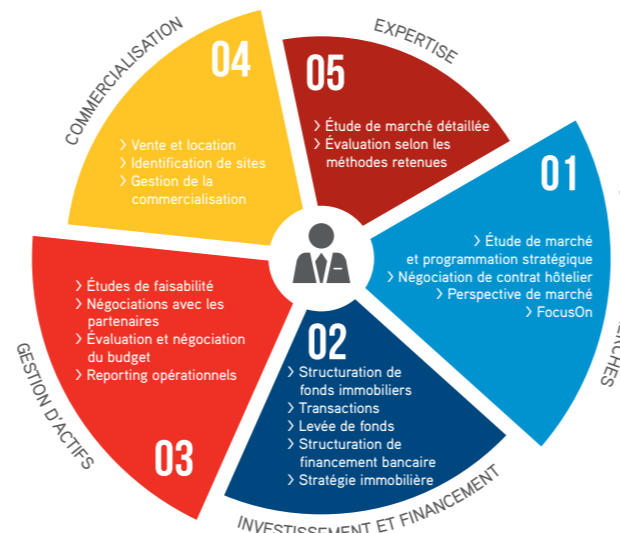 COMMERCIALISATION
04
> Vente et location
> Identification de sites
> Gestion de la
commercialisation
EXPERTISE
05
> Étude de marché détaillée
> Évaluation selon les
méthodes retenues
01
> Étude de marché
et programmation stratégique
> Négociation de contrat hôtelier
> Perspective de marché
> FocusOn
GESTION D'ACTIFS
03
> Études de faisabilité
> Négociations avec les
partenaires
> Évaluation et négociation
du budget
> Reporting opérationnels
02
> Structuration de
fonds immobiliers
> Transactions
> Levée de fonds
> Structuration de
financement bancaire
> Stratégie immobilière
INVESTISSEMENT ET FINANCEMENT